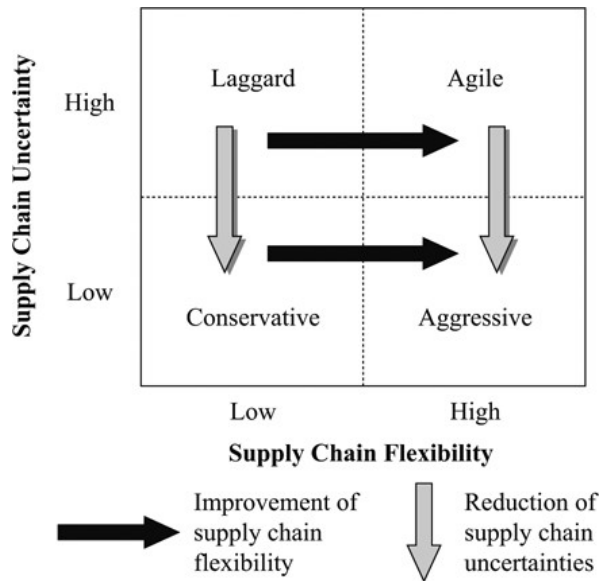 Supply Chain Uncertainty
High
Laggard
Agile
Low
Conservative
Aggressive
Low
High
Supply Chain Flexibility
Improvement of
supply chain
flexibility
Reduction of
supply chain
uncertainties